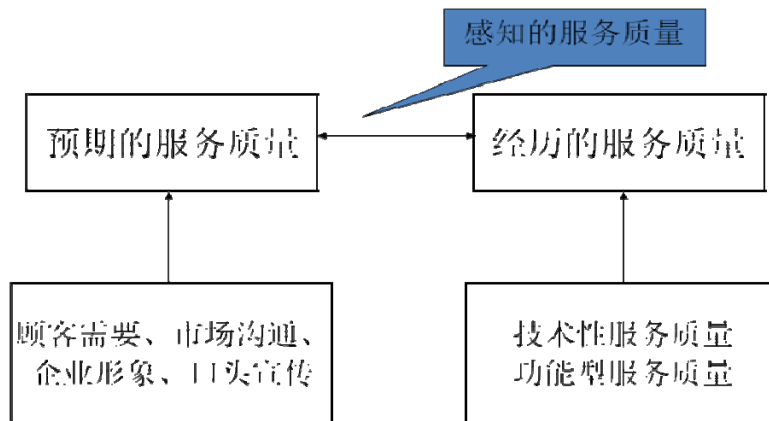 感知的服务质量
预期的服务质量
经历的服务质量
顾客需要、市场沟通、
企业形象、口头宣传
技术性服务质量
功能型服务质量